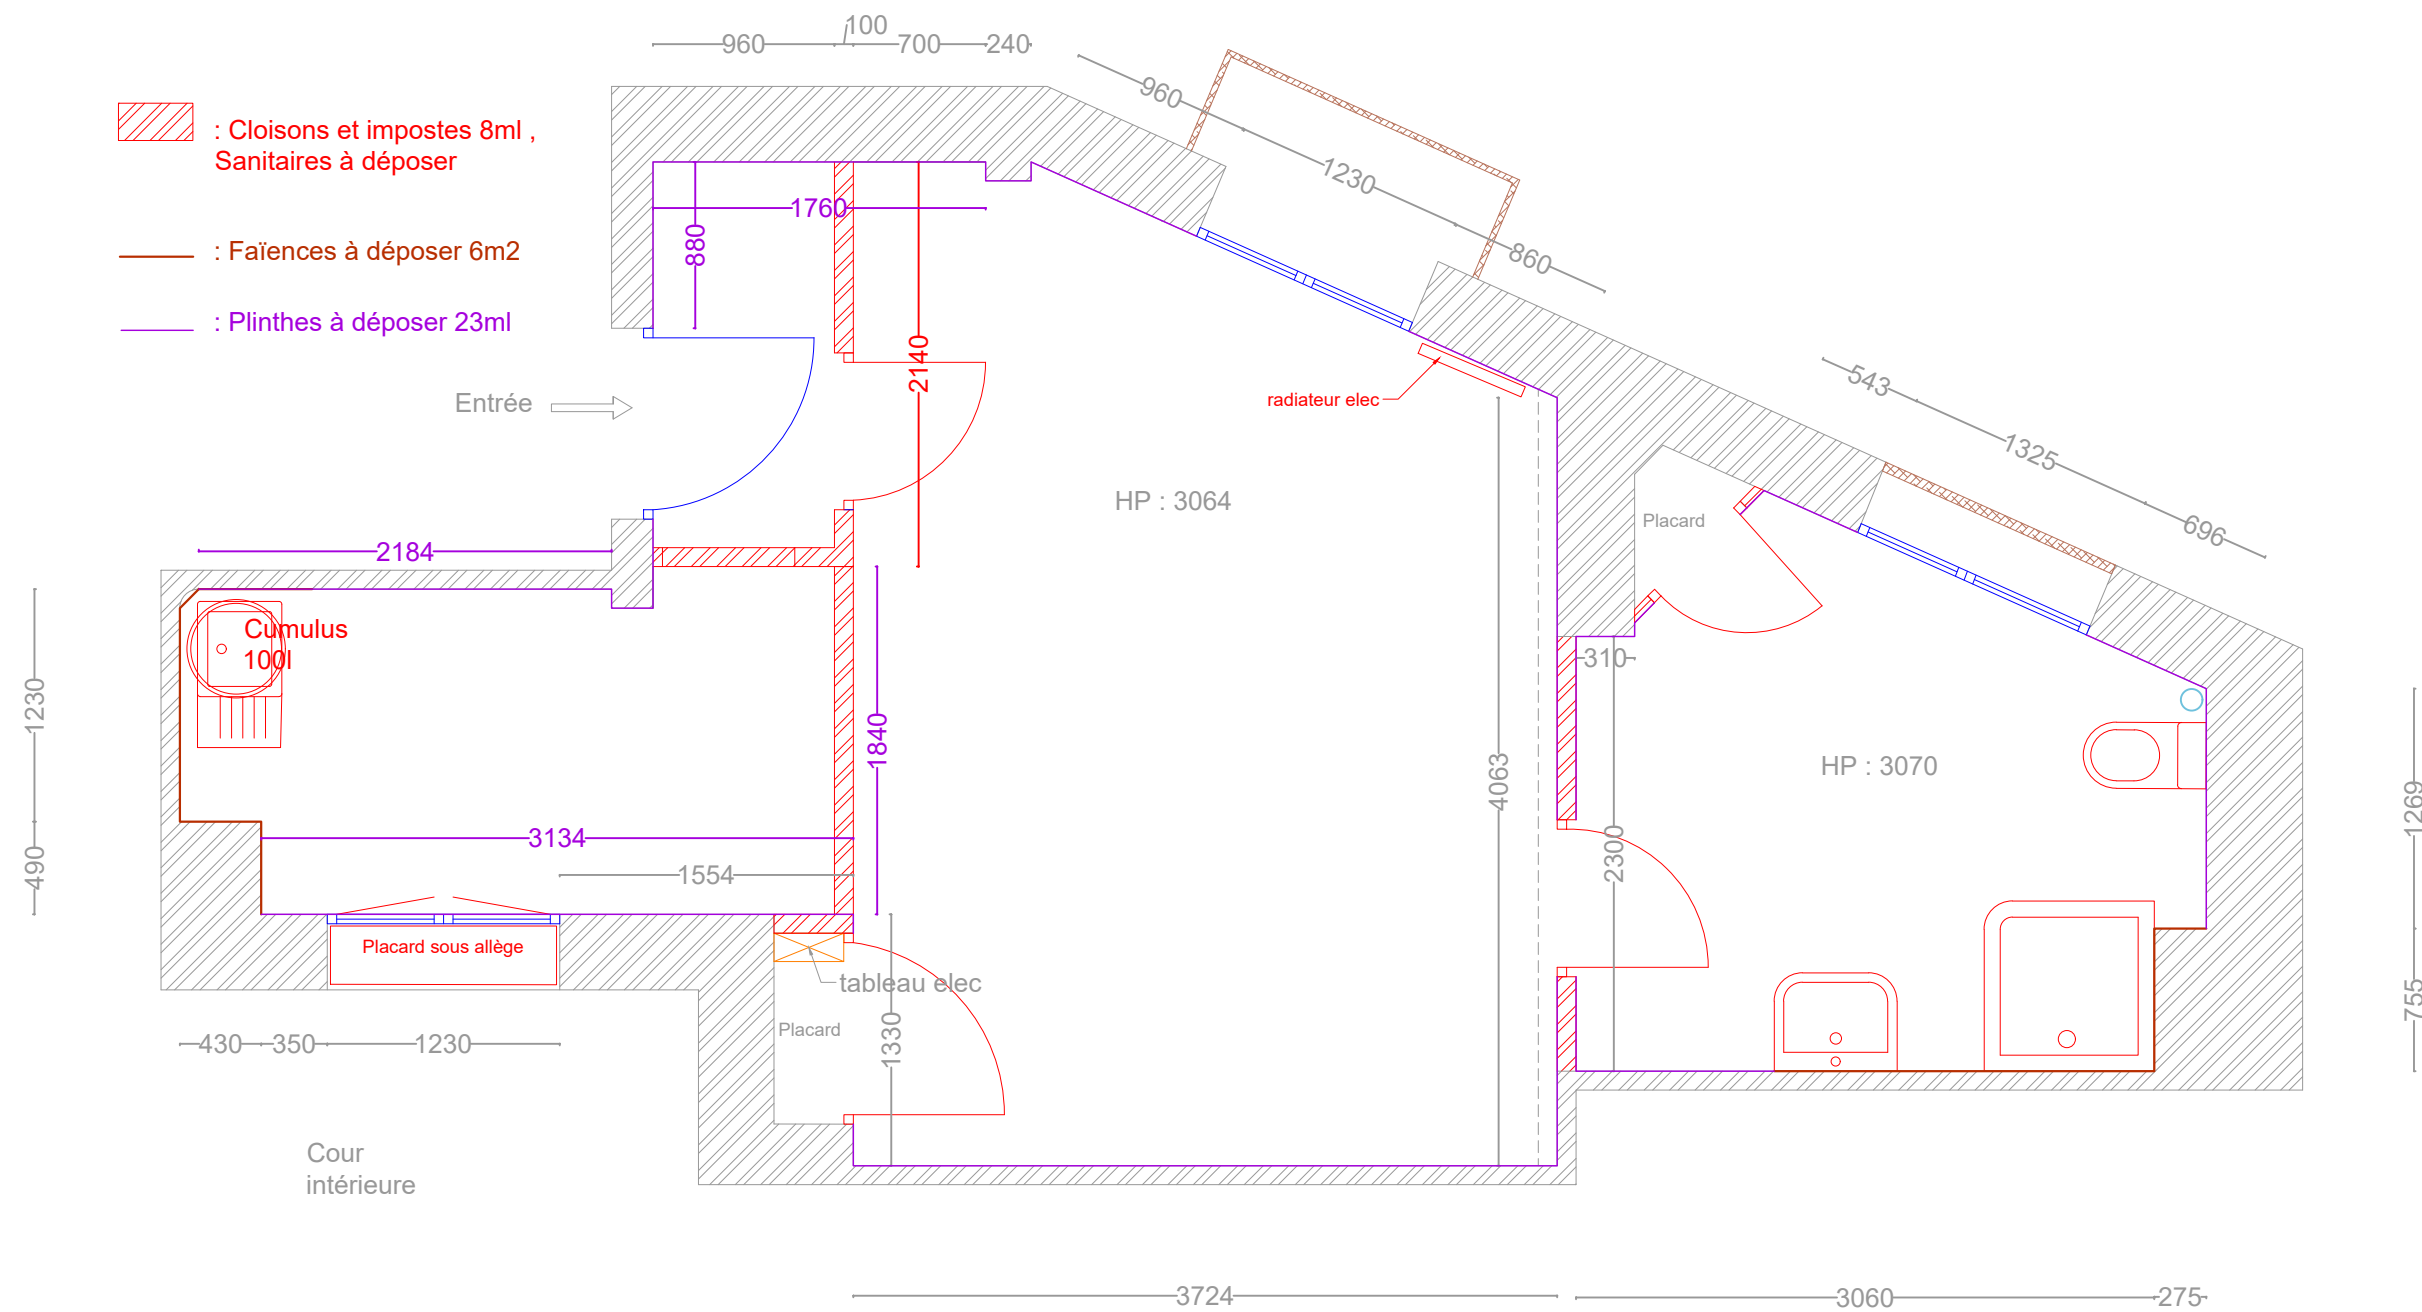 100
960
700
240
960
: Cloisons et impostes 8ml ,
Sanitaires à déposer
1230
1760
880
: Faïences à déposer 6m2
860
: Plinthes à déposer 23ml
2140
543
radiateur elec
Entrée
1325
HP : 3064
Placard
696
2184
Cumulus
100l
310
1230
1840
4063
HP : 3070
1269
3134
2300
490
1554
Placard sous allège
tableau elec
755
Placard
1330
430
350
1230
Cour
intérieure
3724
3060
275